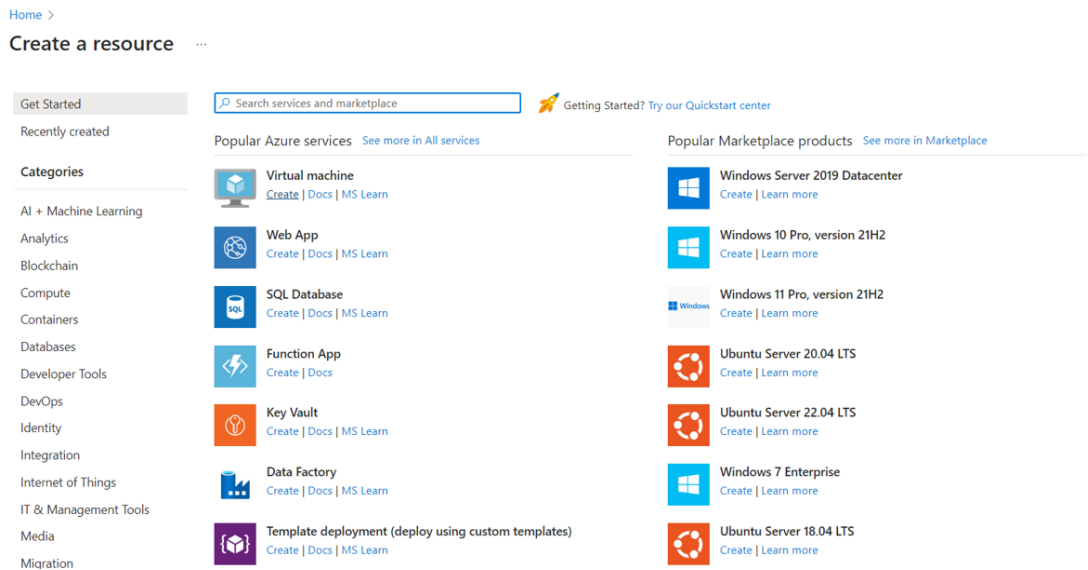 Home >
Create a resource ...
Get Started
Recently created
Categories
AI + Machine Learning
Analytics
Blockchain
Compute
Containers
Databases
Developer Tools
DevOps
Identity
Integration
Internet of Things
IT & Management Tools
Media
Migration
Search services and marketplace
Getting Started? Try our Quickstart center
Popular Azure services See more in All services
Virtual machine
Create | Docs | MS Learn
Web App
Create | Docs | MS Learn
SQL
SQL Database
Create | Docs | MS Learn
Function App
Create | Docs
Key Vault
Create | Docs | MS Learn
Data Factory
Create | Docs | MS Learn
Template deployment (deploy using custom templates)
Create | Docs | MS Learn
Popular Marketplace products See more in Marketplace
Windows Server 2019 Datacenter
Create | Learn more
Windows 10 Pro, version 21H2
Create | Learn more
Windows
Windows 11 Pro, version 21H2
Create | Learn more
Ubuntu Server 20.04 LTS
Create | Learn more
Ubuntu Server 22.04 LTS
Create | Learn more
Windows 7 Enterprise
Create | Learn more
Ubuntu Server 18.04 LTS
Create | Learn more